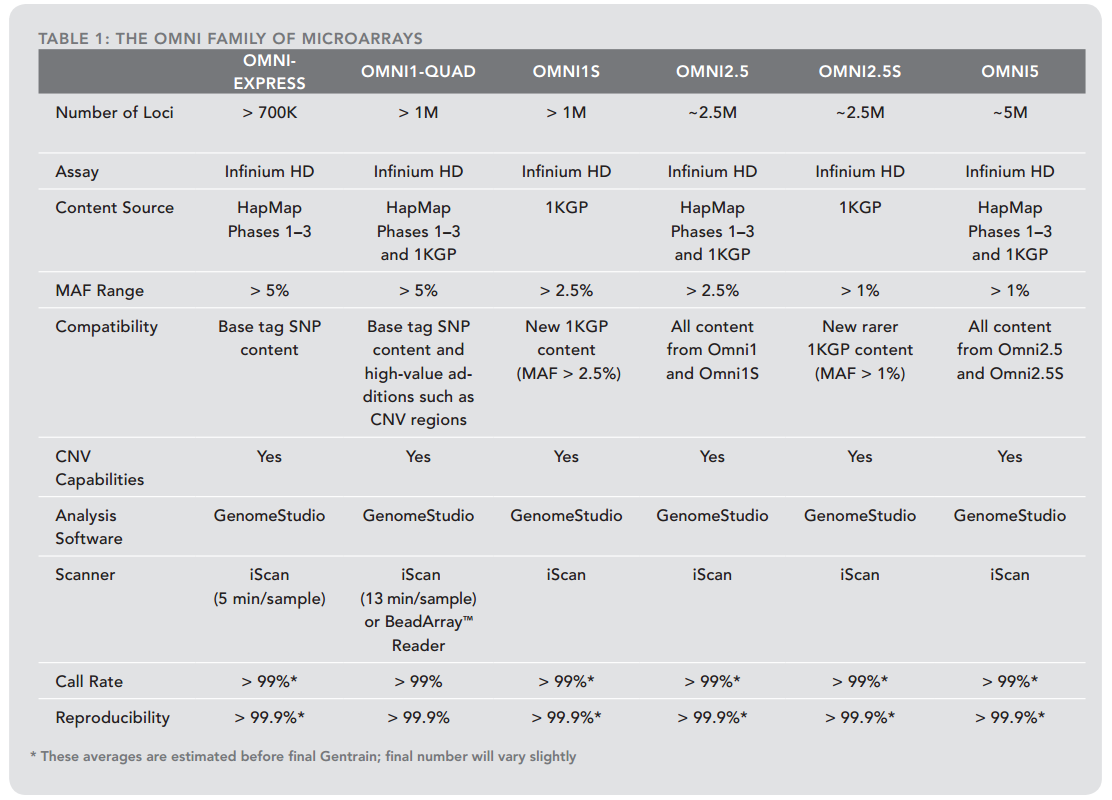 TABLE 1: THE OMNI FAMILY OF MICROARRAYS
OMNI-
EXPRESS OMNI1-QUAD OMNI1S OMNI2.5 OMNI2.5S OMNI5
Number of Loci > 700K > 1M > 1M ~2.5M ~2.5M ~5M
Assay Infinium HD Infinium HD Infinium HD Infinium HD Infinium HD Infinium HD
Content Source HapMap HapMap 1KGP HapMap 1KGP HapMap
Phases 1–3 Phases 1–3 Phases 1–3 Phases 1–3
and 1KGP and 1KGP and 1KGP
MAF Range > 5% > 5% > 2.5% > 2.5% > 1% > 1%
Compatibility Base tag SNP Base tag SNP New 1KGP All content New rarer All content
content content and content from Omni1 1KGP content from Omni2.5
high-value ad- (MAF > 2.5%) and Omni1S (MAF > 1%) and Omni2.5S
ditions such as
CNV regions
CNV Yes Yes Yes Yes Yes Yes
Capabilities
Analysis GenomeStudio GenomeStudio GenomeStudio GenomeStudio GenomeStudio GenomeStudio
Software
Scanner iScan iScan iScan iScan iScan iScan
(5 min/sample) (13 min/sample)
or BeadArray™
Reader
Call Rate > 99%* > 99% > 99%* > 99%* > 99%* > 99%*
Reproducibility > 99.9%* > 99.9% > 99.9%* > 99.9%* > 99.9%* > 99.9%*
* These averages are estimated before final Gentrain; final number will vary slightly